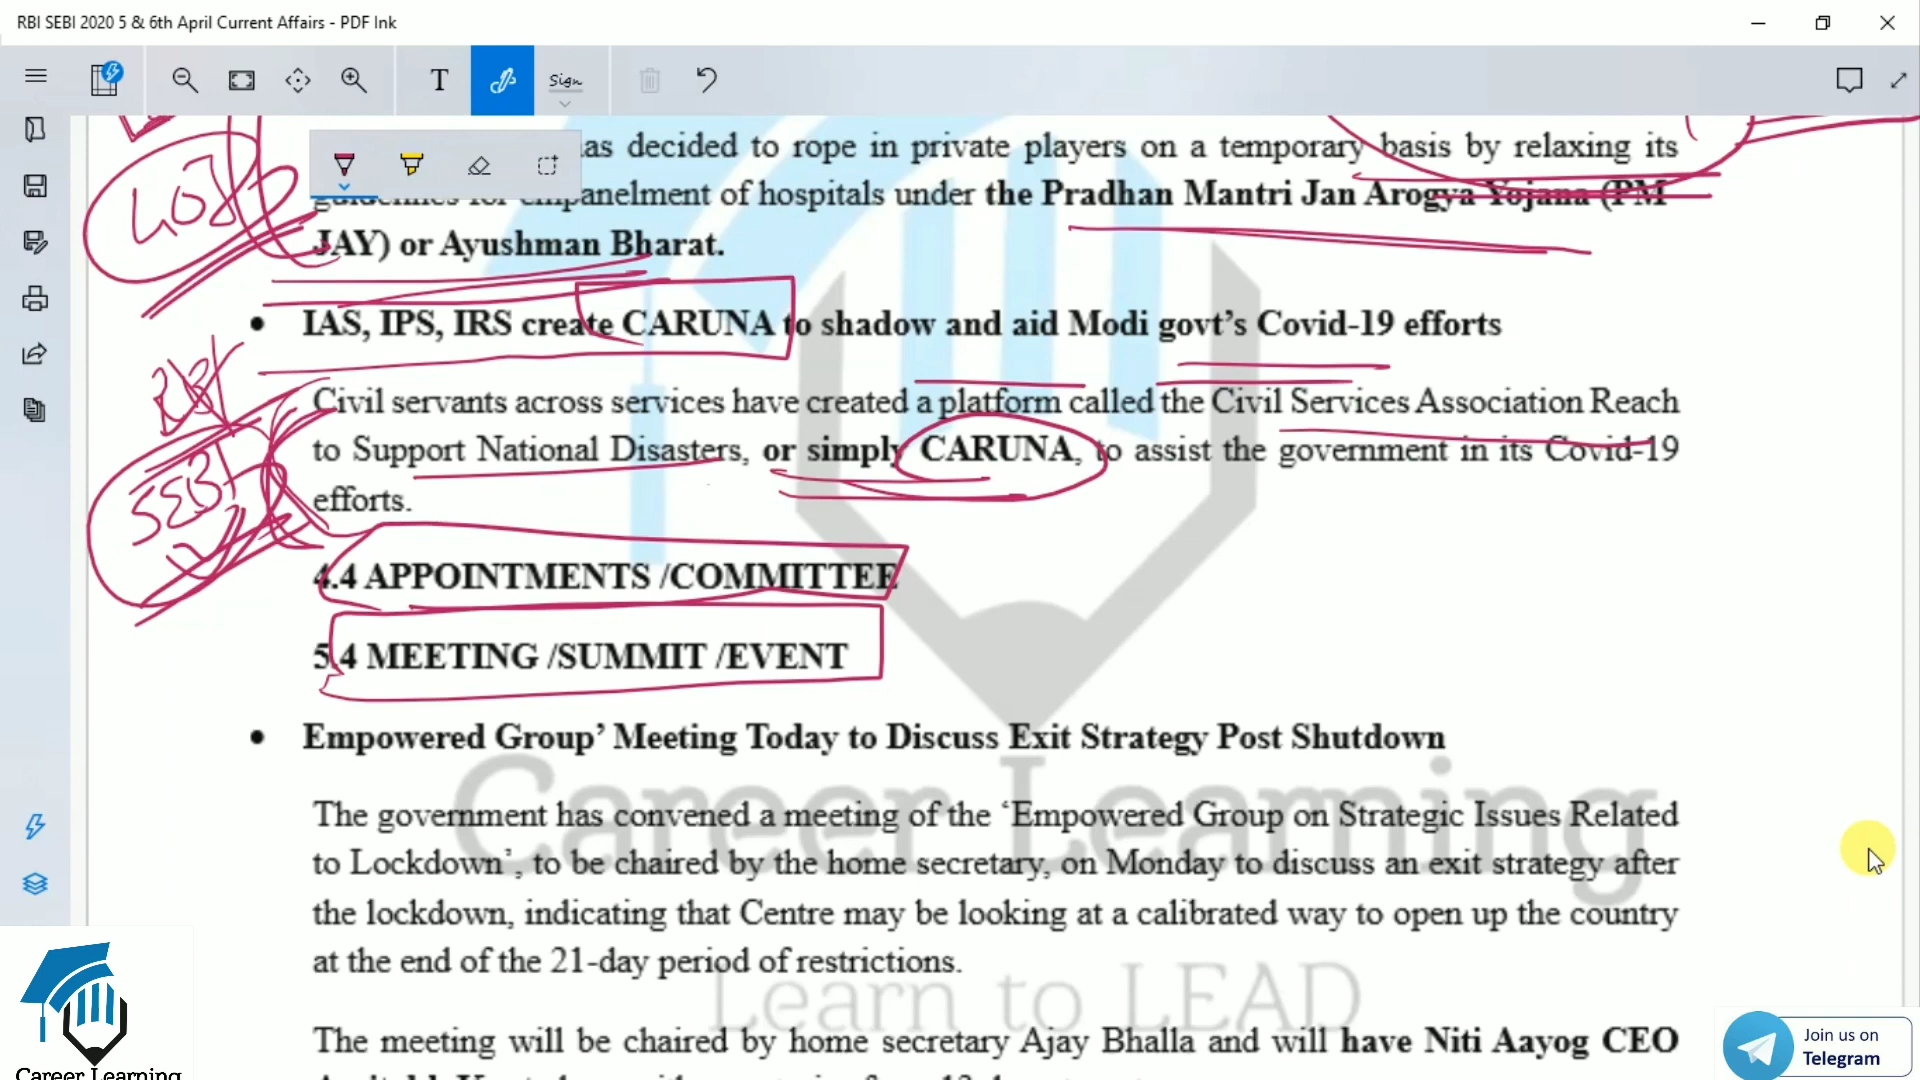 RBI SEBI 2020 5 & 6th April Current Affairs - PDF Ink
T
Sign
as decided to rope in private players on a temporary basis by relaxing its
guidelines for empanelment of hospitals under the Pradhan Mantri Jan Arogya Yojana (PM
JAY) or Ayushman Bharat.
• IAS, IPS, IRS create CARUNA to shadow and aid Modi govt’s Covid-19 efforts
Civil servants across services have created a platform called the Civil Services Association Reach
to Support National Disasters, or simply CARUNA, to assist the government in its Covid-19
efforts.
SEBI
4.4 APPOINTMENTS /COMMITTEE
5.4 MEETING /SUMMIT /EVENT
• Empowered Group’ Meeting Today to Discuss Exit Strategy Post Shutdown
The government has convened a meeting of the ‘Empowered Group on Strategic Issues Related
to Lockdown’, to be chaired by the home secretary, on Monday to discuss an exit strategy after
the lockdown, indicating that Centre may be looking at a calibrated way to open up the country
at the end of the 21-day period of restrictions.
The meeting will be chaired by home secretary Ajay Bhalla and will have Niti Aayog CEO
Career Learning
Learn to LEAD
Career Learning
Join us on
Telegram